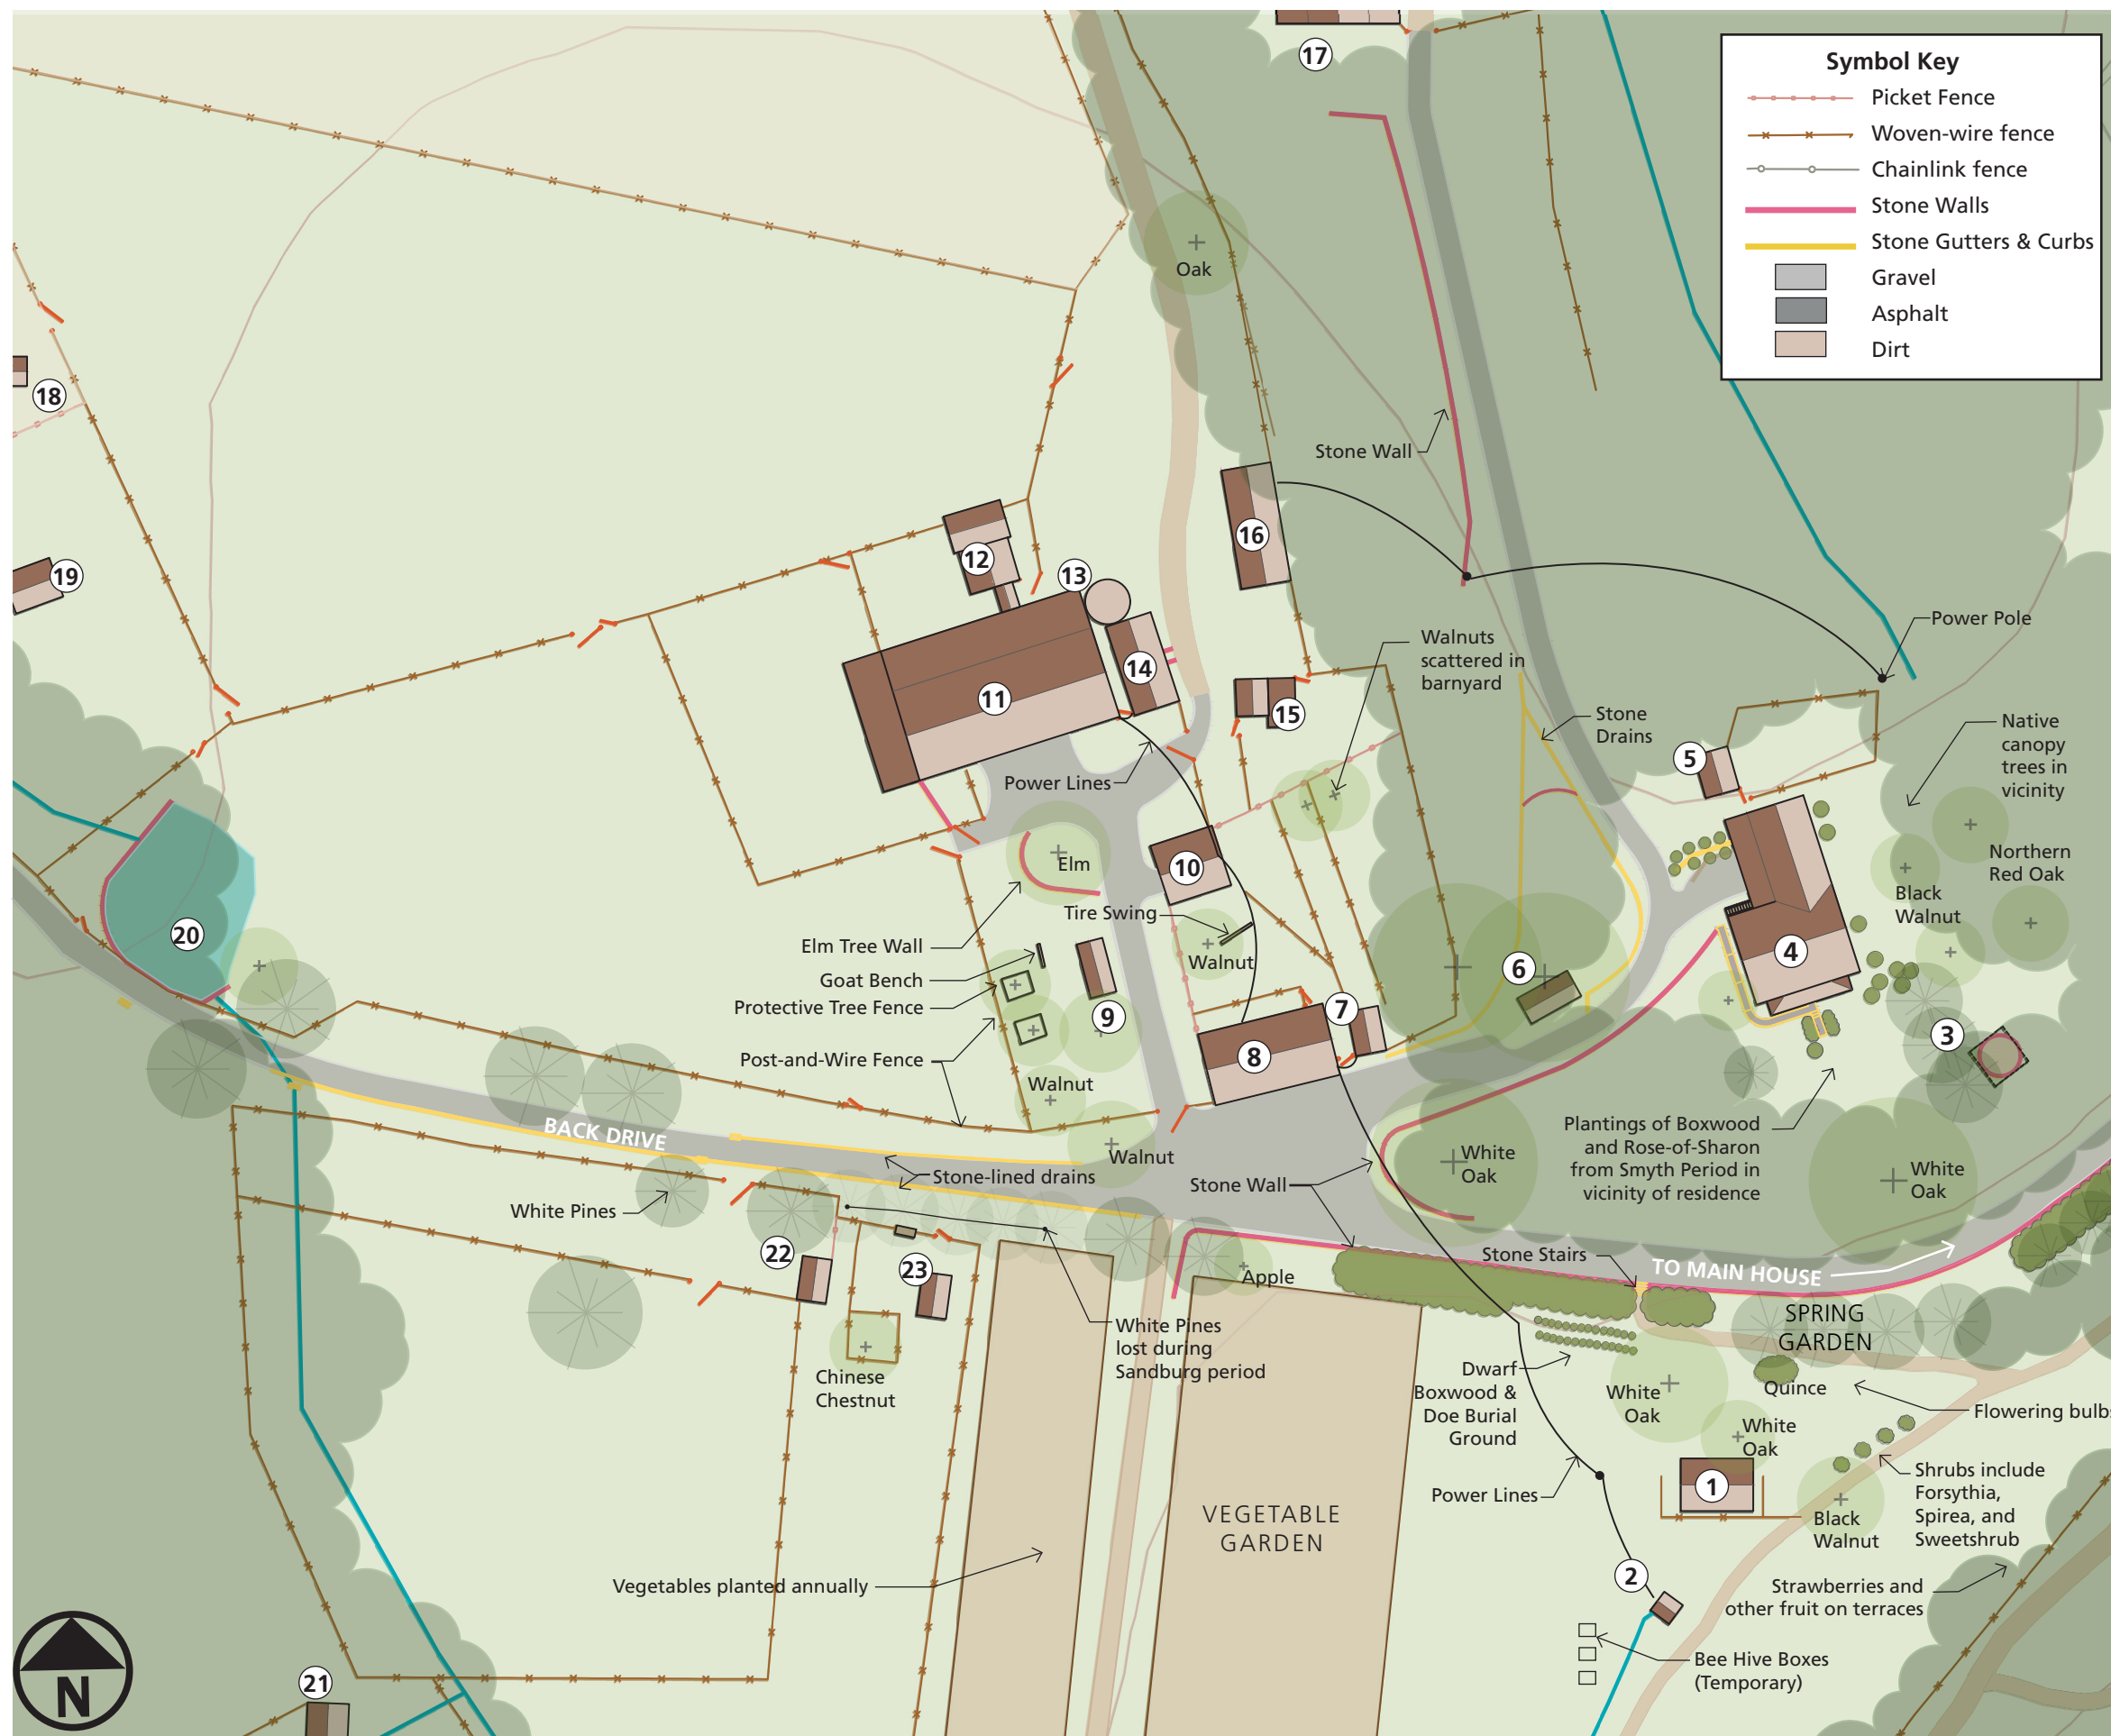 17
Symbol Key
Picket Fence
Woven-wire fence
Chainlink fence
Stone Walls
Stone Gutters & Curbs
Gravel
Asphalt
Dirt
Oak
18
Stone Wall
16
12
13
19
Power Pole
Walnuts
scattered in
barnyard
14
11
15
Stone
Drains
Native
canopy
trees in
vicinity
5
Power Lines
Elm
10
Northern
Red Oak
Black
Walnut
Tire Swing
20
Elm Tree Wall
Walnut
4
6
Goat Bench
Protective Tree Fence
9
7
3
Post-and-Wire Fence
8
Walnut
BACK DRIVE
Plantings of Boxwood
and Rose-of-Sharon
from Smyth Period in
vicinity of residence
Walnut
White
Oak
White
Oak
Stone-lined drains
Stone Wall
White Pines
22
23
Stone Stairs
Apple
TO MAIN HOUSE
SPRING
GARDEN
White Pines
lost during
Sandburg period
Chinese
Chestnut
Dwarf
Boxwood &
Doe Burial
Ground
White
Oak
Quince
Flowering bulbs
White
Oak
1
Shrubs include
Forsythia,
Spirea, and
Sweetshrub
Power Lines
Black
Walnut
VEGETABLE
GARDEN
2
Vegetables planted annually
Strawberries and
other fruit on terraces
Bee Hive Boxes
(Temporary)
21
N